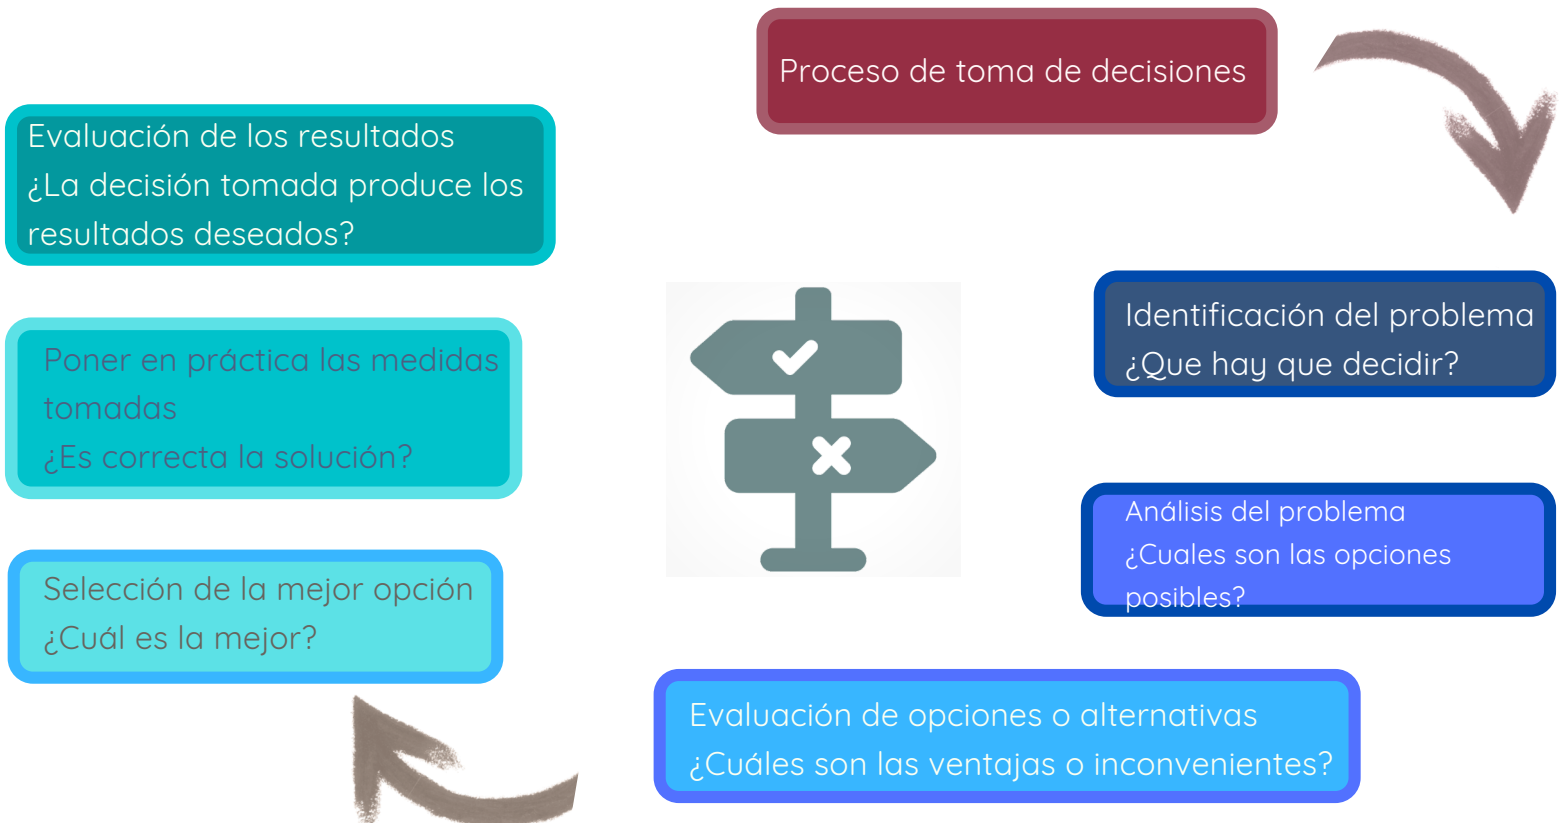 Proceso de toma de decisiones
Identificación del problema
¿Que hay que decidir?
Análisis del problema
¿Cuales son las opciones
posibles?
Evaluación de opciones o alternativas
¿Cuáles son las ventajas o inconvenientes?
Selección de la mejor opción
¿Cuál es la mejor?
Poner en práctica las medidas
tomadas
¿Es correcta la solución?
Evaluación de los resultados
¿La decisión tomada produce los
resultados deseados?